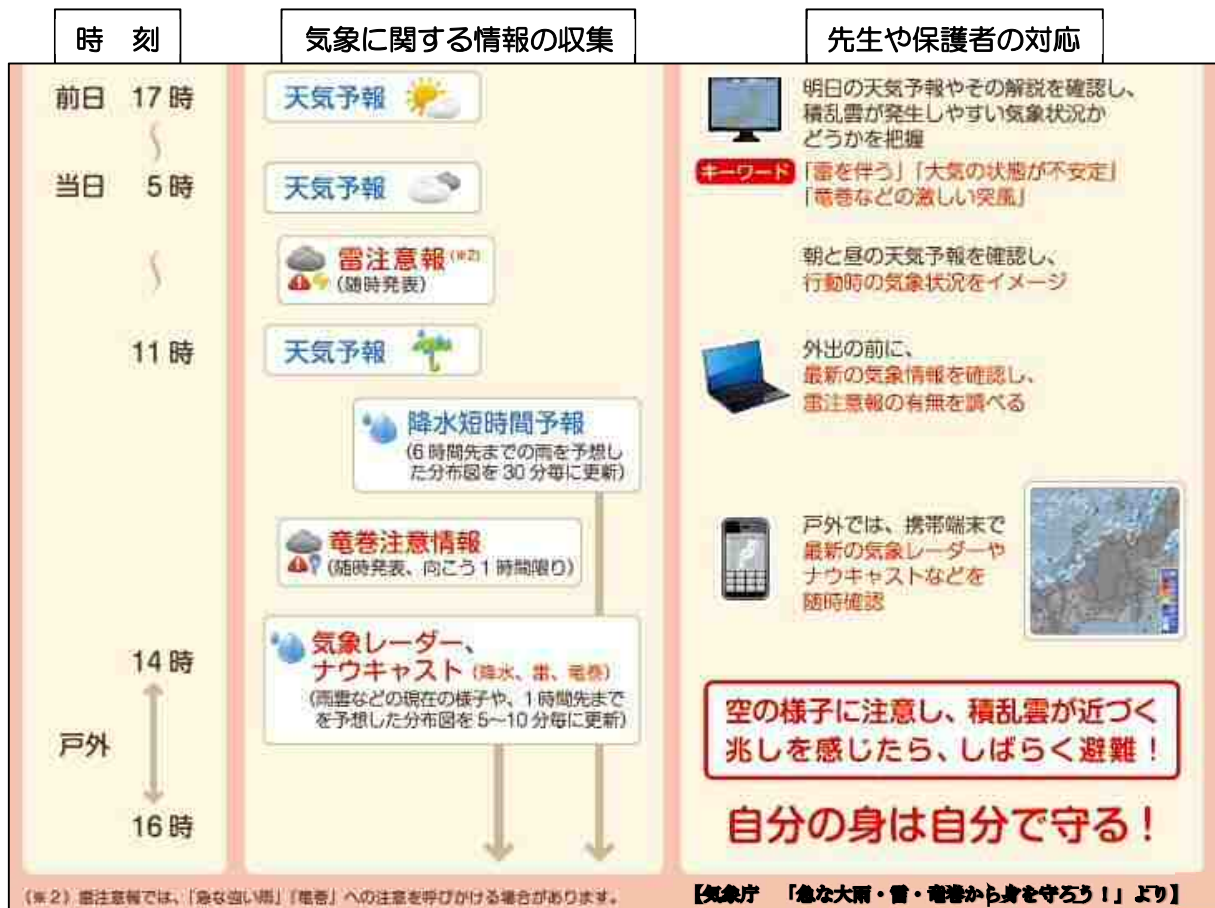 時 刻
気象に関する情報の収集
先生や保護者の対応
前日 17時
天気予報
明日の天気予報やその解説を確認し、
積乱雲が発生しやすい気象状況か
どうかを把握
キーワード 「雷を伴う」「大気の状態が不安定」
「竜巻などの激しい突風」
当日 5時
天気予報
雷注意報(※2)
(随時発表)
朝と昼の天気予報を確認し、
行動時の気象状況をイメージ
11時
天気予報
外出の前に、
最新の気象情報を確認し、
雷注意報の有無を調べる
降水短時間予報
(6時間先までの雨を予想し
た分布図を30分毎に更新)
竜巻注意情報
(随時発表、向こう1時間限り)
戸外では、携帯端末で
最新の気象レーダーや
ナウキャストなどを
随時確認
14時
気象レーダー、
ナウキャスト(降水、雷、竜巻)
(雨雲などの現在の様子や、1時間先まで
を予想した分布図を5〜10分毎に更新)
戸外
16時
空の様子に注意し、積乱雲が近づく
兆しを感じたら、しばらく避難!
自分の身は自分で守る!
(※2)雷注意報では、「急な強い雨」「竜巻」への注意を呼びかける場合があります。
【気象庁 「急な大雨・雷・竜巻から身を守ろう!」より】